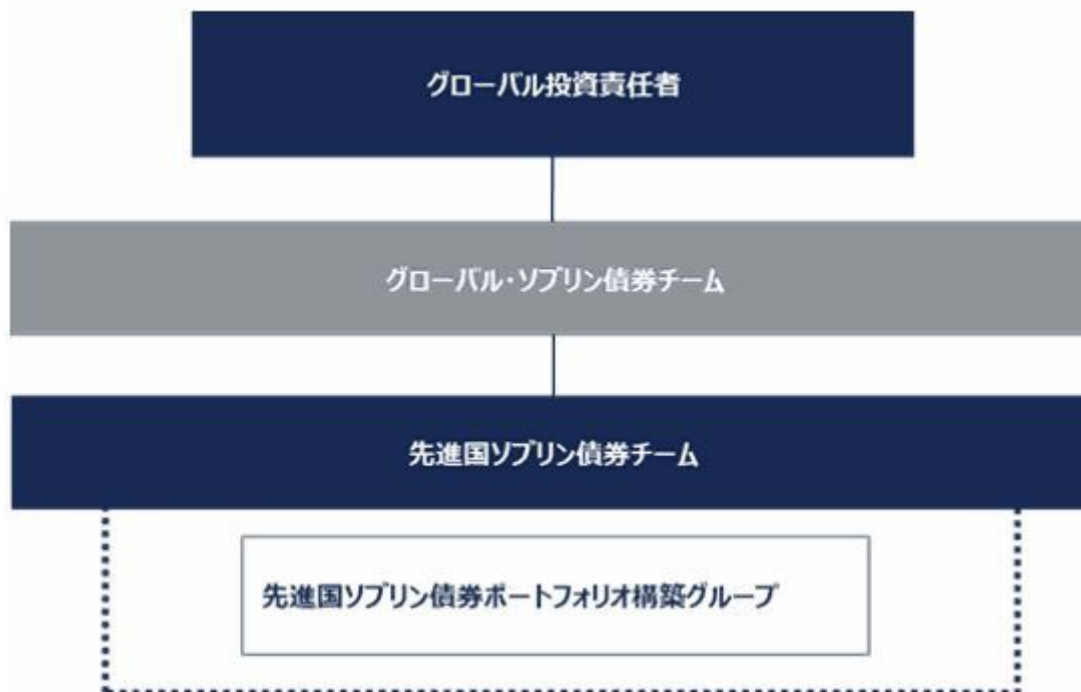 グローバル投資責任者
グローバル・ソブリン債券チーム
先進国ソブリン債券チーム
先進国ソブリン債券ポートフォリオ構築グループ